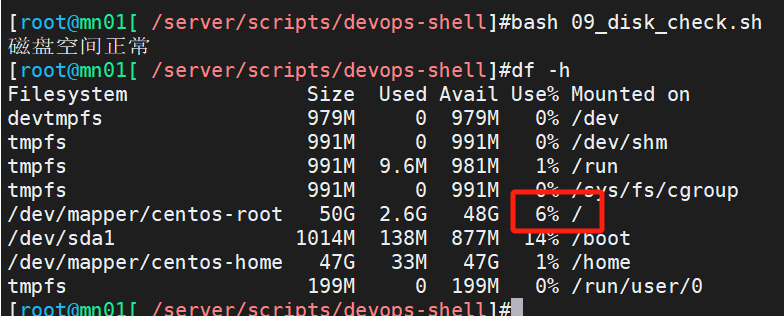 [root@mn01[ /server/scripts/devops-shell]#bash 09_disk_check.sh
磁盘空间正常
[root@mn01[ /server/scripts/devops-shell]#df -h
Filesystem               Size  Used Avail Use% Mounted on
devtmpfs                 979M     0  979M   0% /dev
tmpfs                    991M     0  991M   0% /dev/shm
tmpfs                    991M  9.6M  981M   1% /run
tmpfs                    991M     0  991M   0% /sys/fs/cgroup
/dev/mapper/centos-root   50G  2.6G   48G   6% /
/dev/sda1               1014M  138M  877M  14% /boot
/dev/mapper/centos-home   47G   33M   47G   1% /home
tmpfs                    199M     0  199M   0% /run/user/0
[root@mn01[ /server/scripts/devops-shell]#